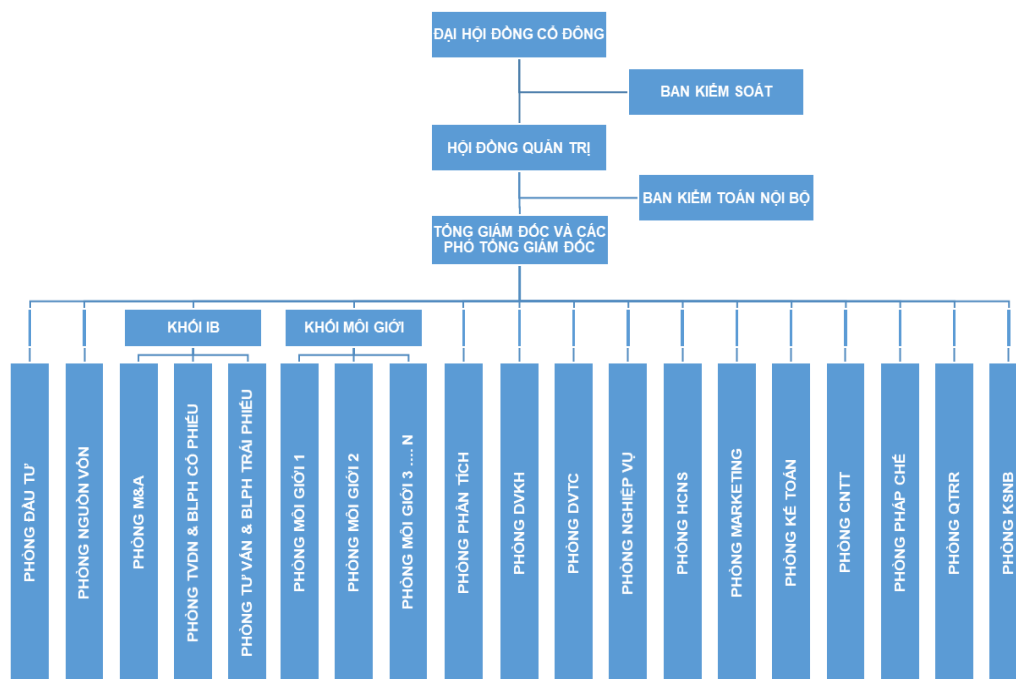 ĐẠI HỘI ĐỒNG CỔ ĐÔNG
BAN KIỂM SOÁT
HỘI ĐỒNG QUẢN TRỊ
BAN KIỂM TOÁN NỘI BỘ
TỔNG GIÁM ĐỐC VÀ CÁC
PHÓ TỔNG GIÁM ĐỐC
KHỐI IB
KHỐI MÔI GIỚI
PHÒNG ĐẦU TƯ
PHÒNG NGUỒN VỐN
PHÒNG M&A
PHÒNG TVDN & BLPH CỔ PHIẾU
PHÒNG TƯ VẤN & BLPH TRÁI PHIẾU
PHÒNG MÔI GIỚI 1
PHÒNG MÔI GIỚI 2
PHÒNG MÔI GIỚI 3 .... N
PHÒNG PHÂN TÍCH
PHÒNG DVKH
PHÒNG DVTC
PHÒNG NGHIỆP VỤ
PHÒNG HCNS
PHÒNG MARKETING
PHÒNG KẾ TOÁN
PHÒNG CNTT
PHÒNG PHÁP CHẾ
PHÒNG QTRR
PHÒNG KSNB